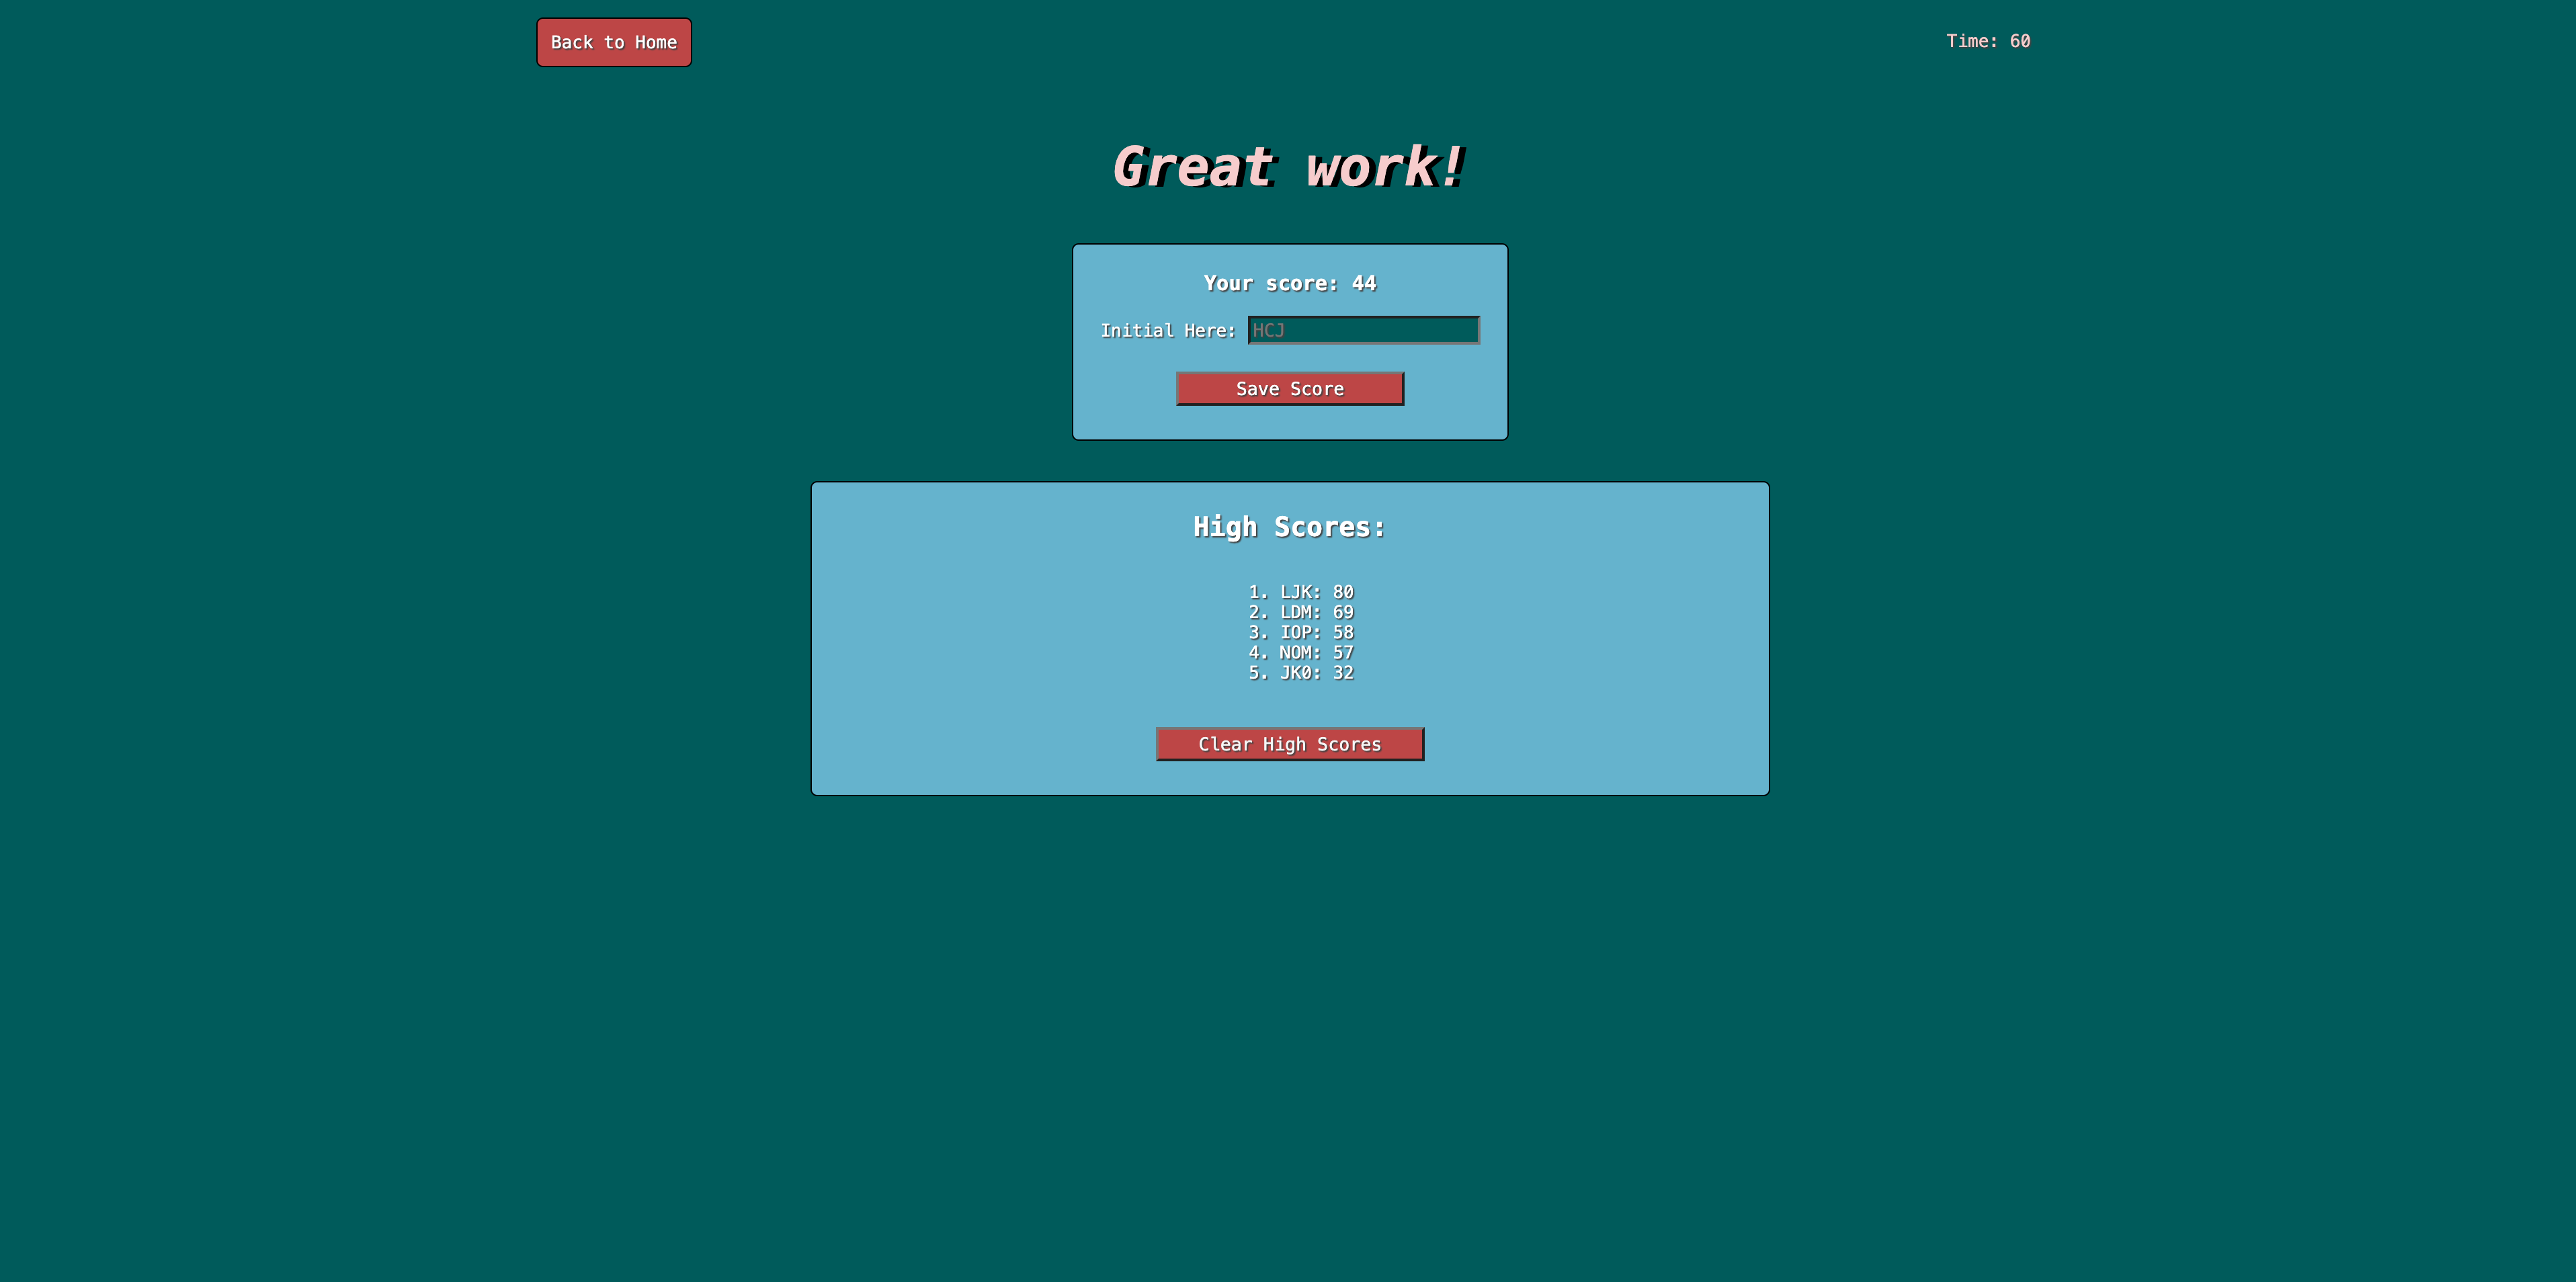 Back to Home
Time: 60
Great work!
Your score: 44
Initial Here: HCJ
Save Score
High Scores:
1. LJK: 80
2. LDM: 69
3. IOP: 58
4. NOM: 57
5. JK0: 32
Clear High Scores